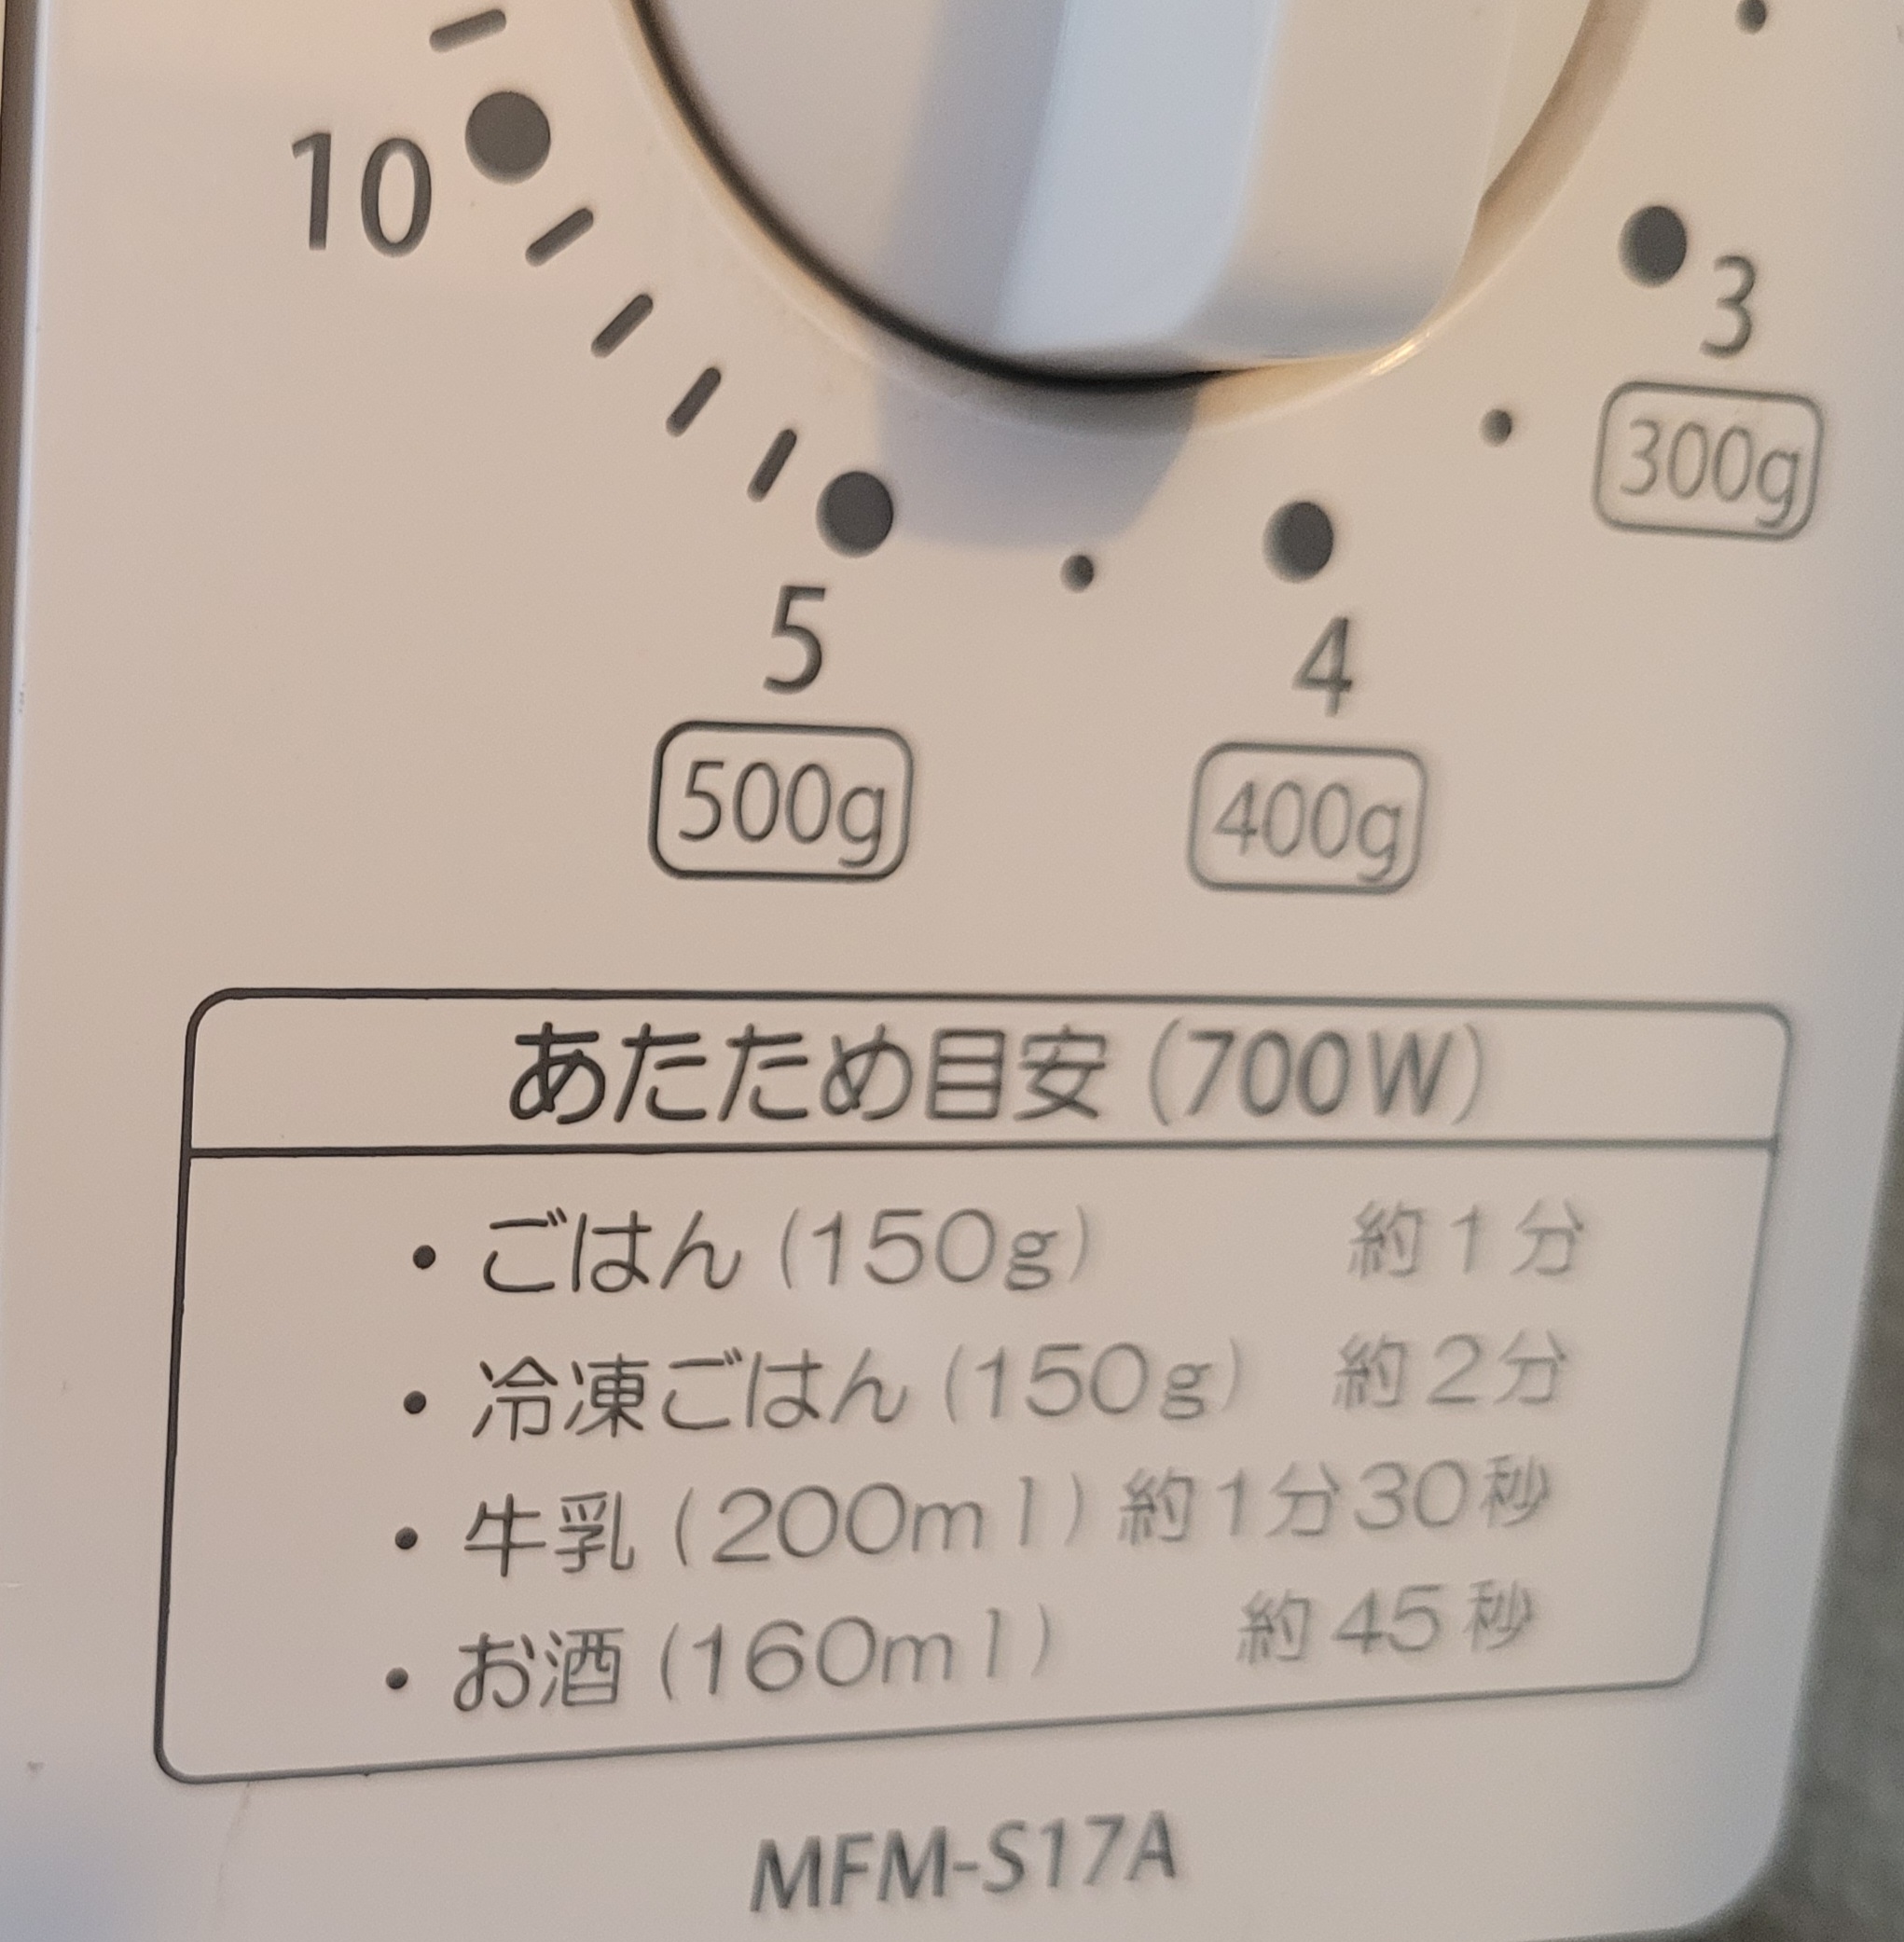 10
3
300g
5
4
500g
400g
あたため目安(700W)
・ごはん(150g) 約1分
・冷凍ごはん(150g) 約2分
・牛乳(200ml)約1分30秒
・お酒(160ml) 約45秒
MFM-S17A